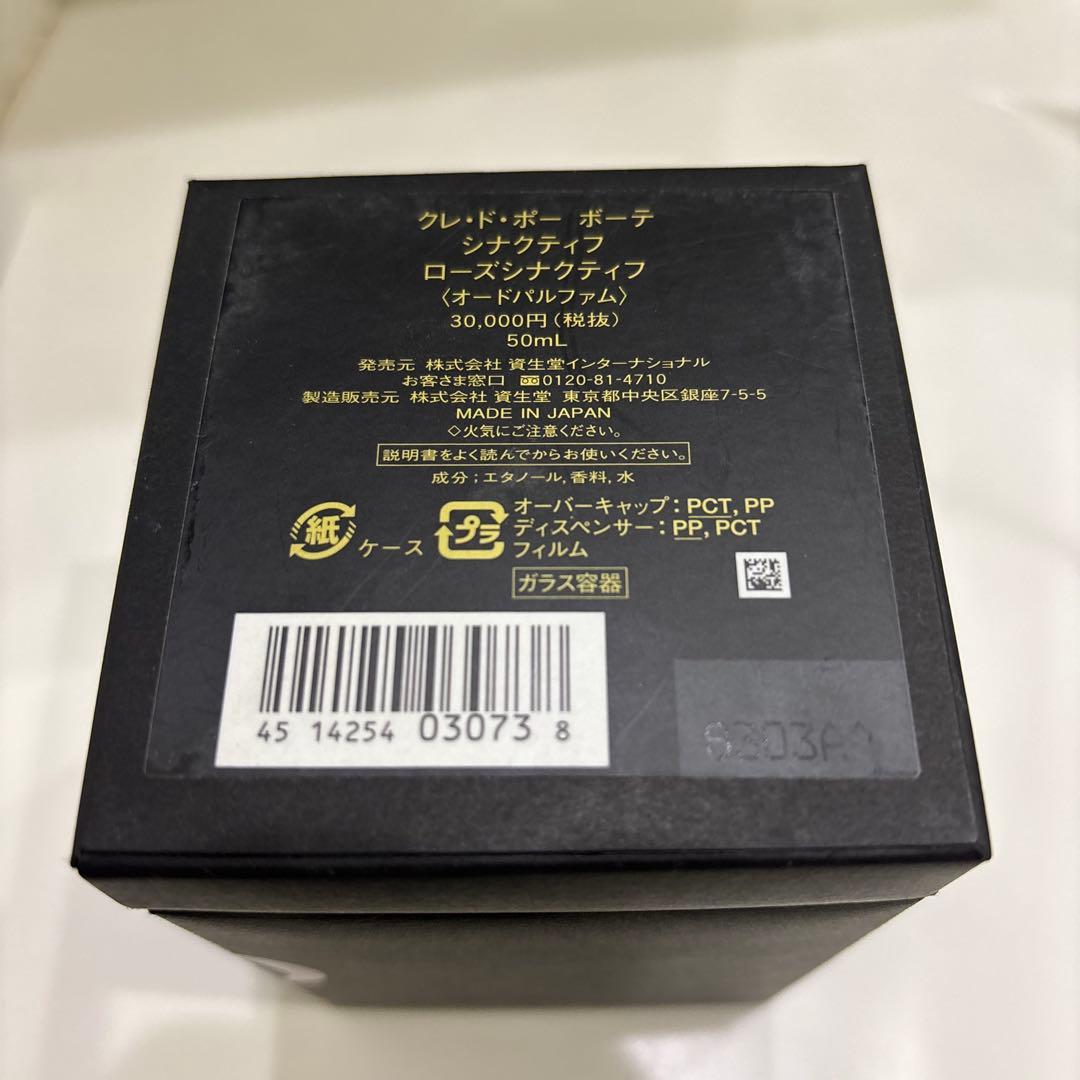 クレ・ド・ポー ボーテ
シナクティフ
ローズシナクティフ
〈オードパルファム〉
30,000円(税抜)
50mL
発売元 株式会社 資生堂インターナショナル
お客さま窓口 0120-81-4710
製造販売元 株式会社 資生堂 東京都中央区銀座7-5-5
MADE IN JAPAN
◇火気にご注意ください。
説明書をよく読んでからお使いください。
成分;エタノール,香料,水
紙 ケース
プラ オーバーキャップ:PCT, PP
ディスペンサー:PP, PCT
フィルム
ガラス容器
45 14254 03073 8